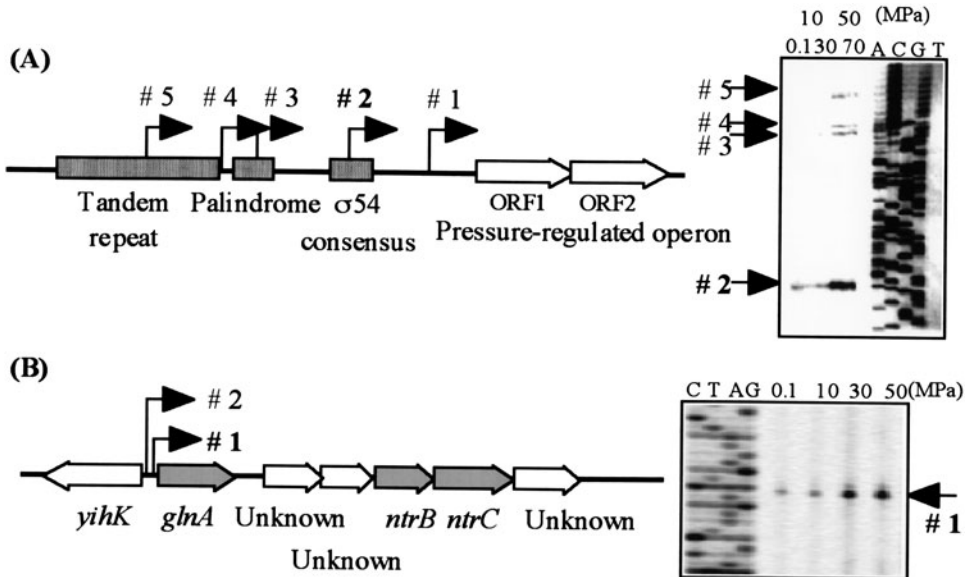 (A)
# 5 # 4 # 3 # 2 # 1
Tandem repeat
Palindrome
σ54 consensus
ORF1 ORF2
Pressure-regulated operon
10 50 (MPa)
0.130 70 A C G T
# 5
# 4
# 3
# 2
(B)
# 2
# 1
yihK glnA Unknown ntrB ntrC Unknown
Unknown
C T AG 0.1 10 30 50(MPa)
# 1